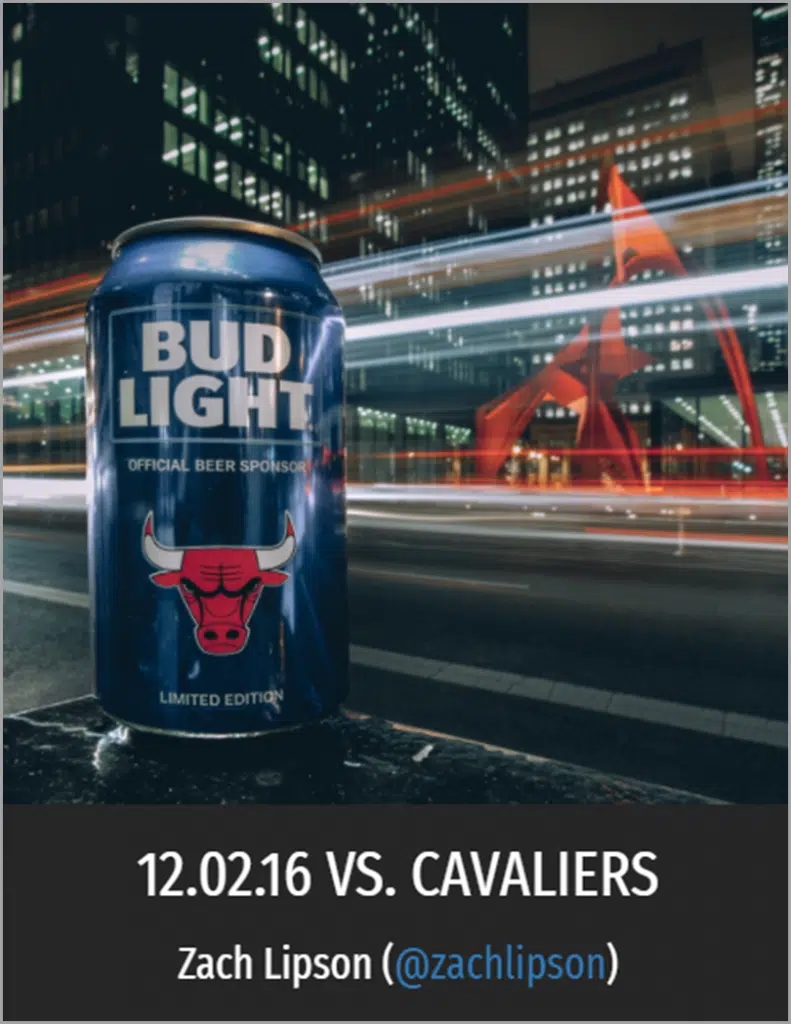 BUD
LIGHT
OFFICIAL BEER SPONSOR
LIMITED EDITION
12.02.16 VS. CAVALIERS
Zach Lipson (@zachlipson)